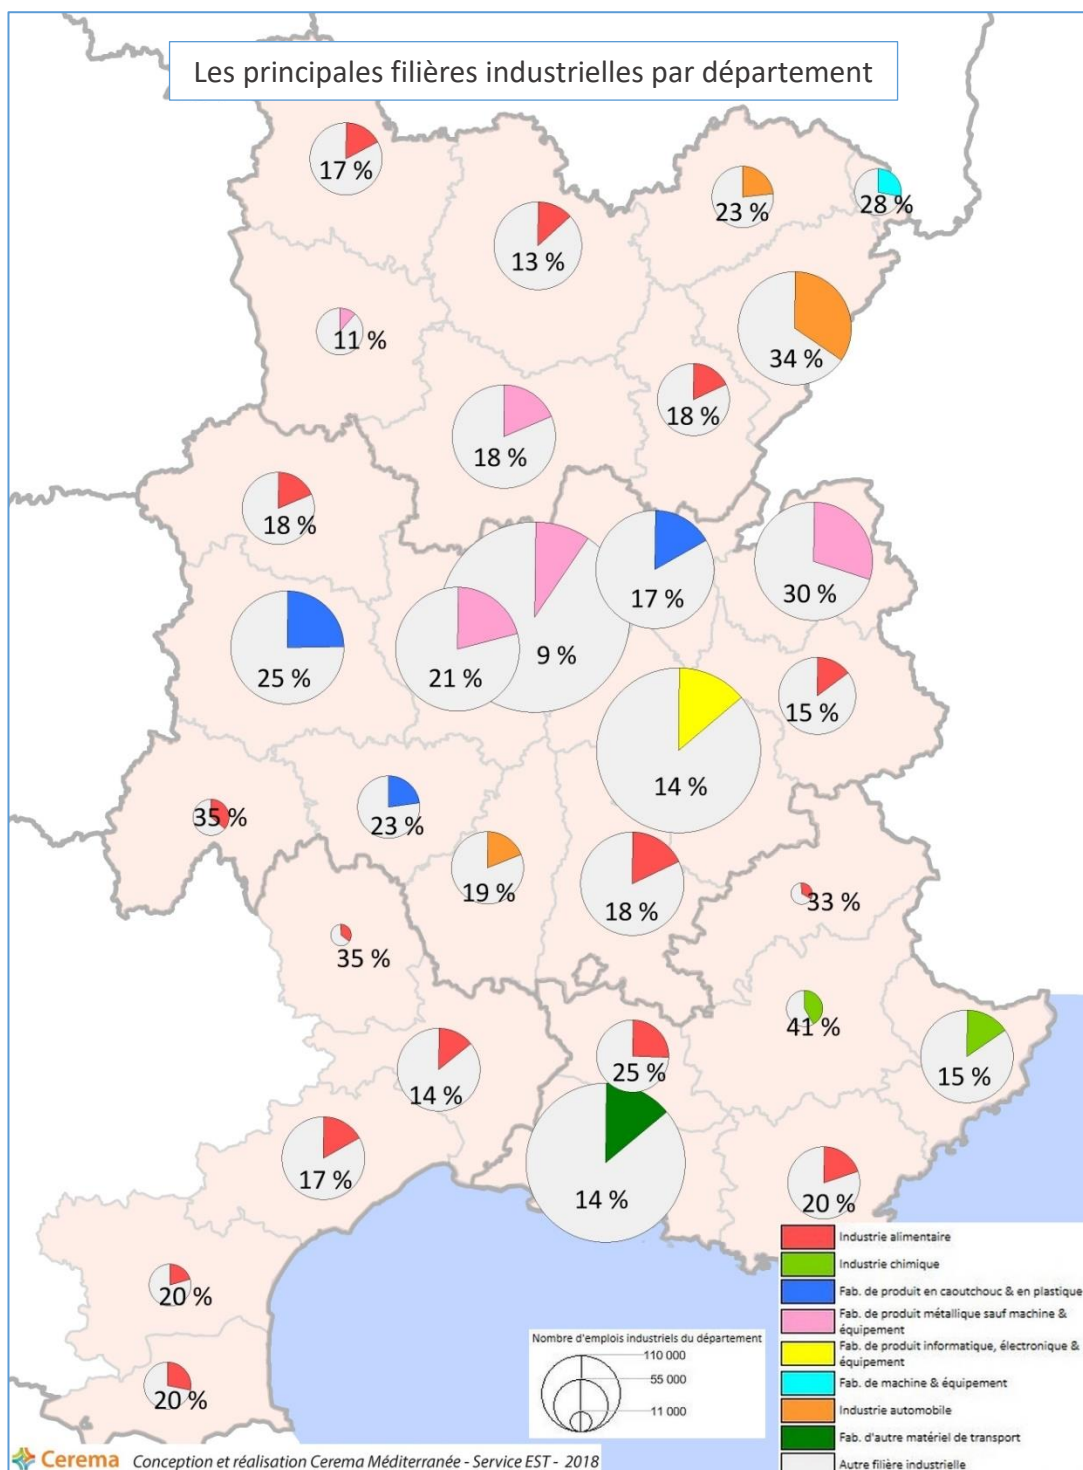 Les principales filières industrielles par département
17 %
13 %
23 %
28 %
11 %
34 %
18 %
18 %
18 %
17 %
30 %
25 %
21 %
9 %
15 %
14 %
35 %
23 %
19 %
18 %
33 %
35 %
41 %
14 %
25 %
15 %
17 %
14 %
20 %
20 %
20 %
Industrie alimentaire
Industrie chimique
Fab. de produit en caoutchouc & en plastique
Fab. de produit métallique sauf machine &
équipement
Fab. de produit informatique, électronique &
équipement
Fab. de machine & équipement
Industrie automobile
Fab. d'autre matériel de transport
Autre filière industrielle
Nombre d'emplois industriels du département
110 000
55 000
11 000
Cerema Conception et réalisation Cerema Méditerranée - Service EST - 2018